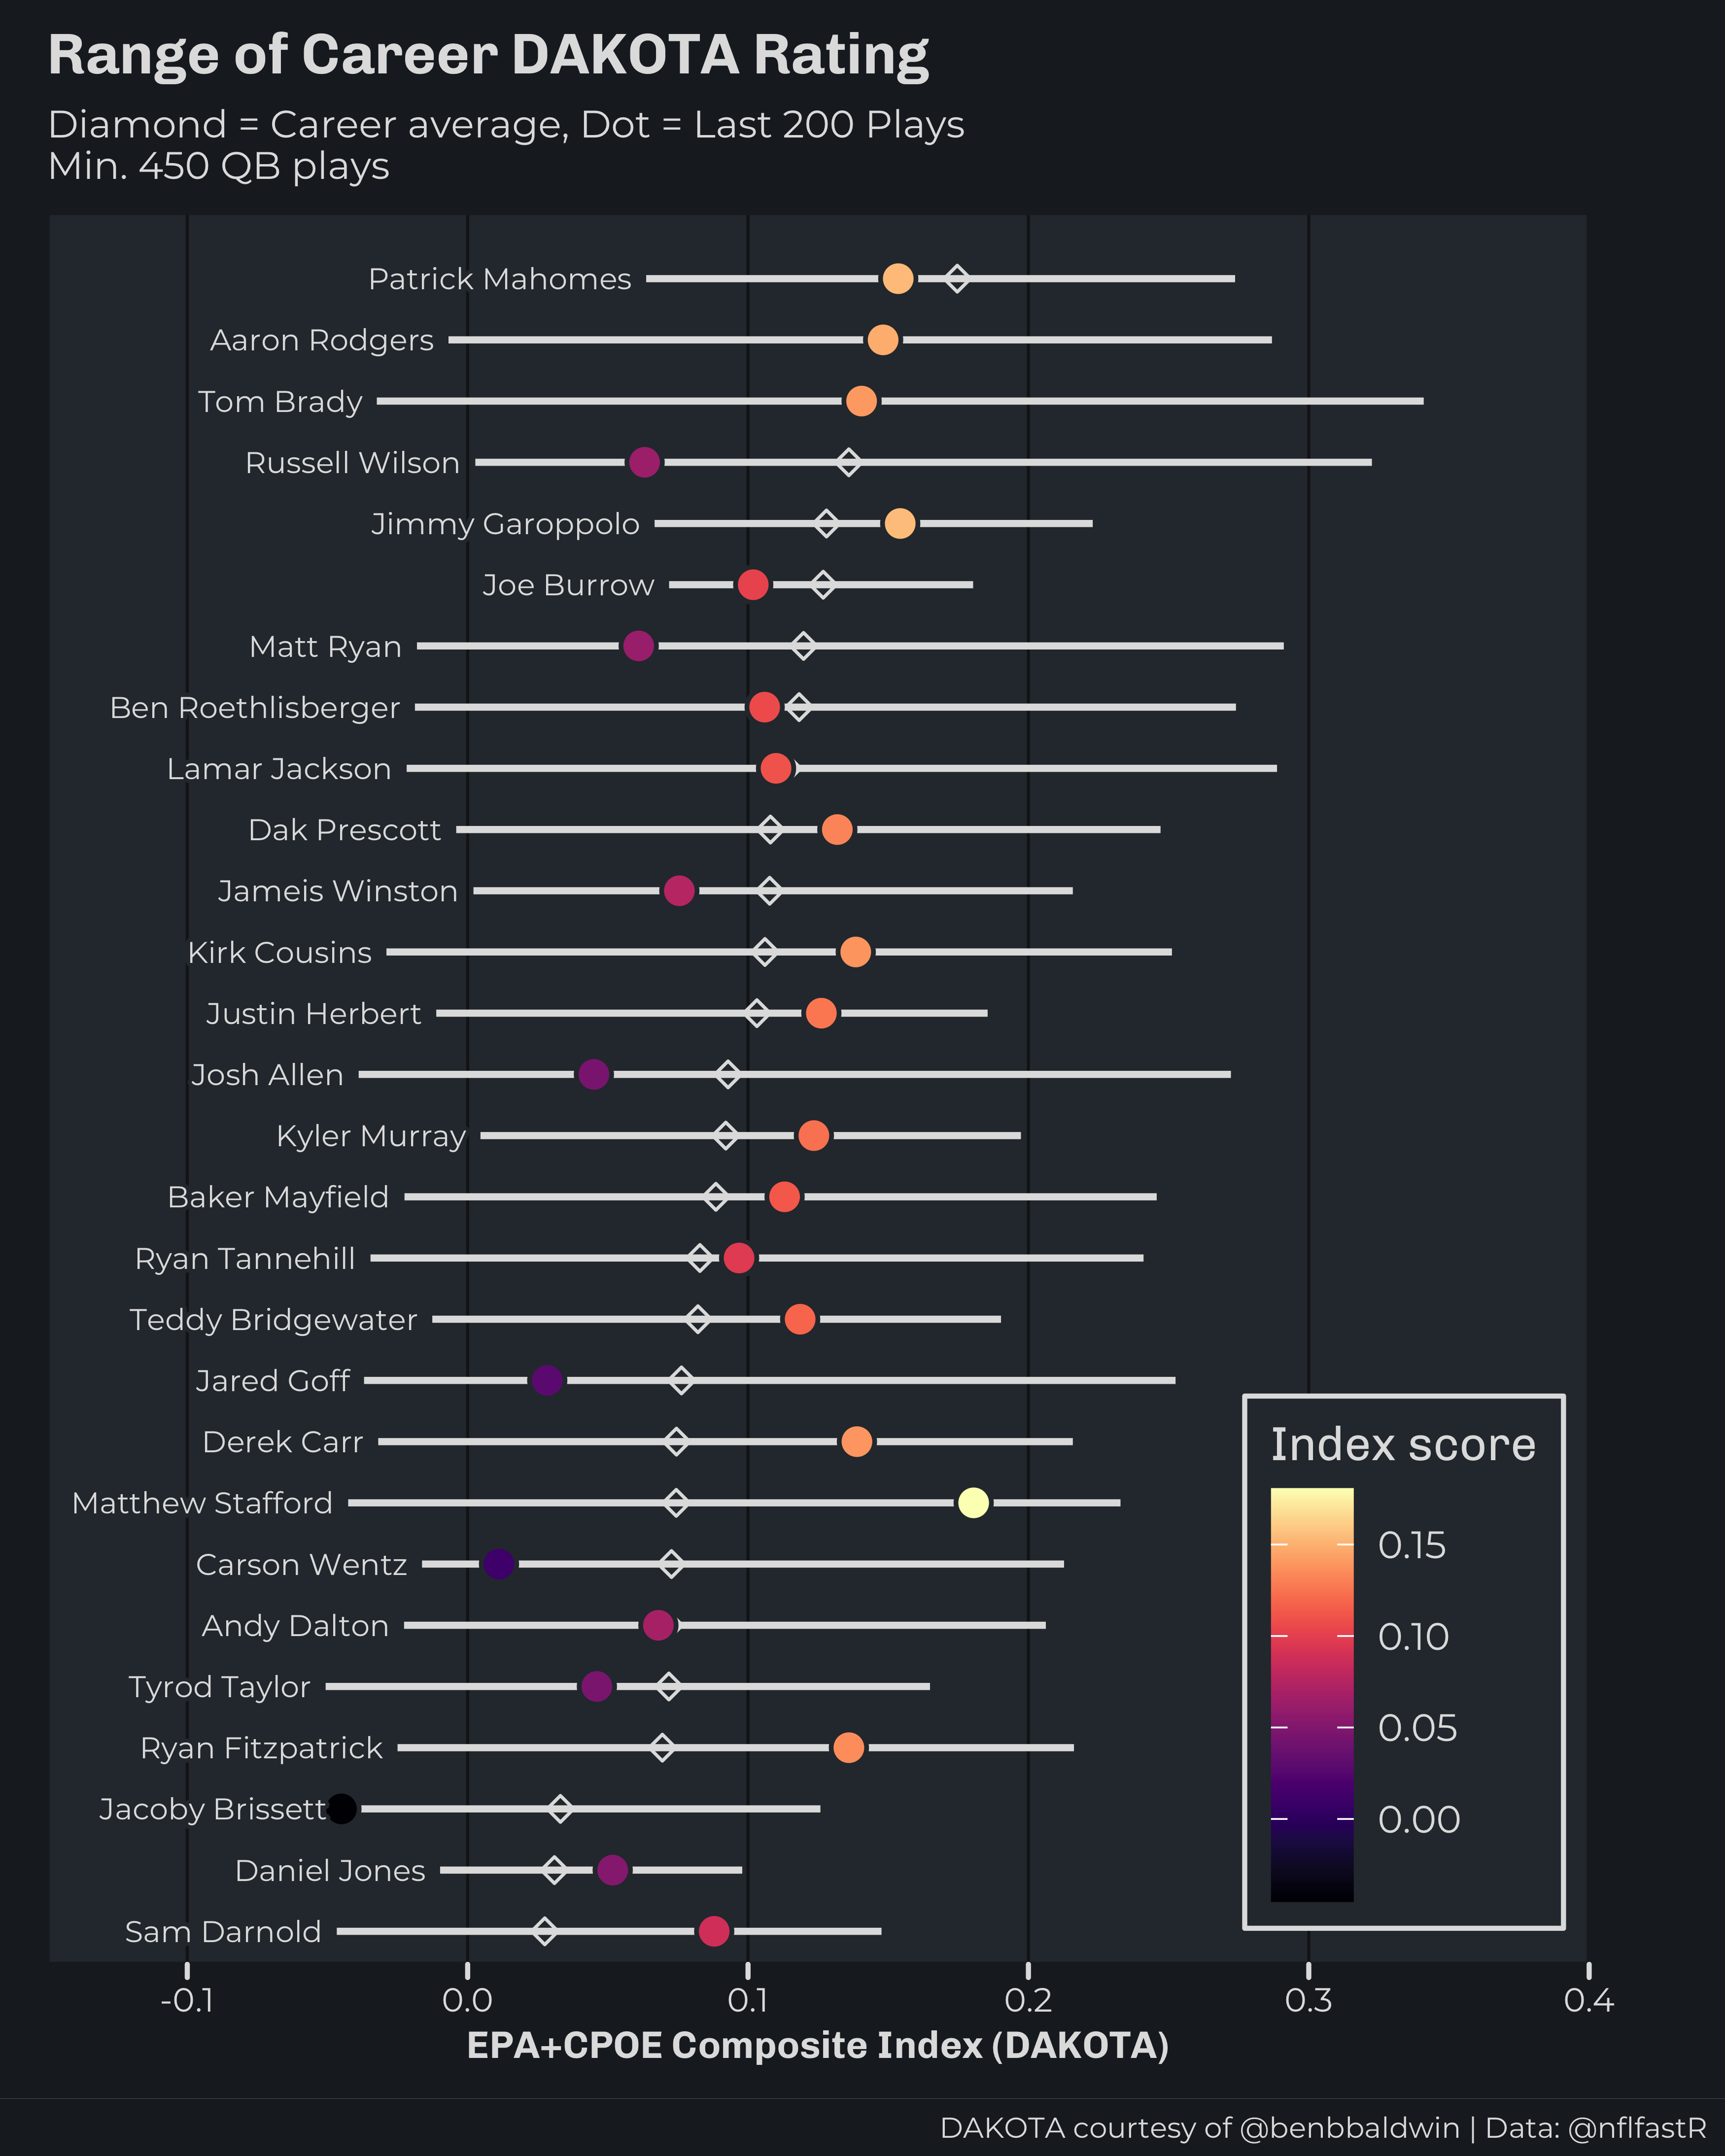 Range of Career DAKOTA Rating
Diamond = Career average, Dot = Last 200 Plays
Min. 450 QB plays
Patrick Mahomes
Aaron Rodgers
Tom Brady
Russell Wilson
Jimmy Garoppolo
Joe Burrow
Matt Ryan
Ben Roethlisberger
Lamar Jackson
Dak Prescott
Jameis Winston
Kirk Cousins
Justin Herbert
Josh Allen
Kyler Murray
Baker Mayfield
Ryan Tannehill
Teddy Bridgewater
Jared Goff
Derek Carr
Matthew Stafford
Carson Wentz
Andy Dalton
Tyrod Taylor
Ryan Fitzpatrick
Jacoby Brissett
Daniel Jones
Sam Darnold
Index score
0.15
0.10
0.05
0.00
-0.1 0.0 0.1 0.2 0.3 0.4
EPA+CPOE Composite Index (DAKOTA)
DAKOTA courtesy of @benbbaldwin | Data: @nflfastR